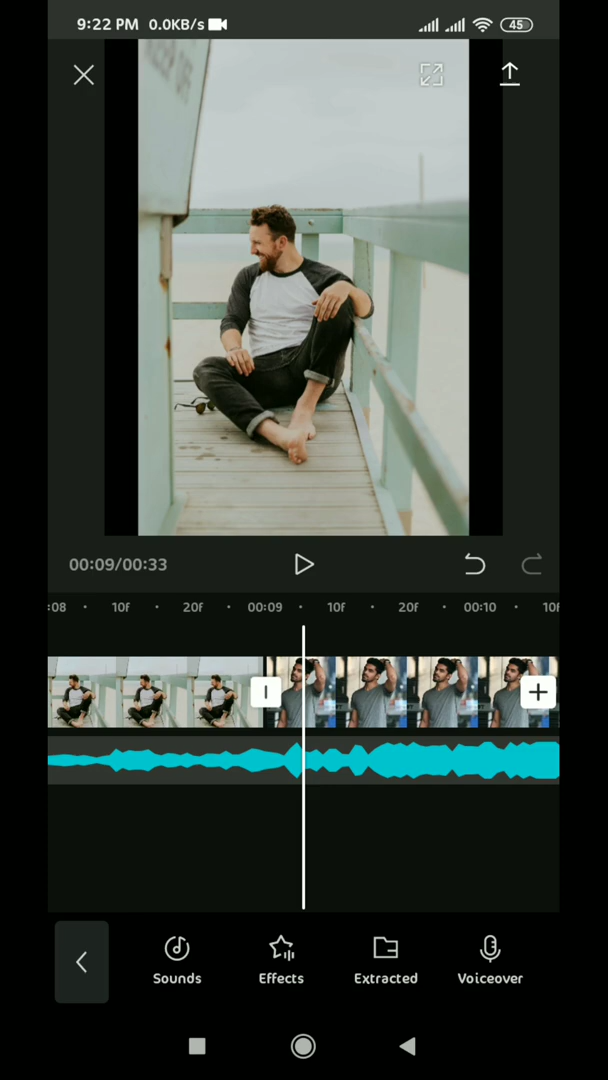 9:22 PM 0.0KB/s 45
00:09/00:33
:08 10f 20f 00:09 10f 20f 00:10 10f
Sounds Effects Extracted Voiceover